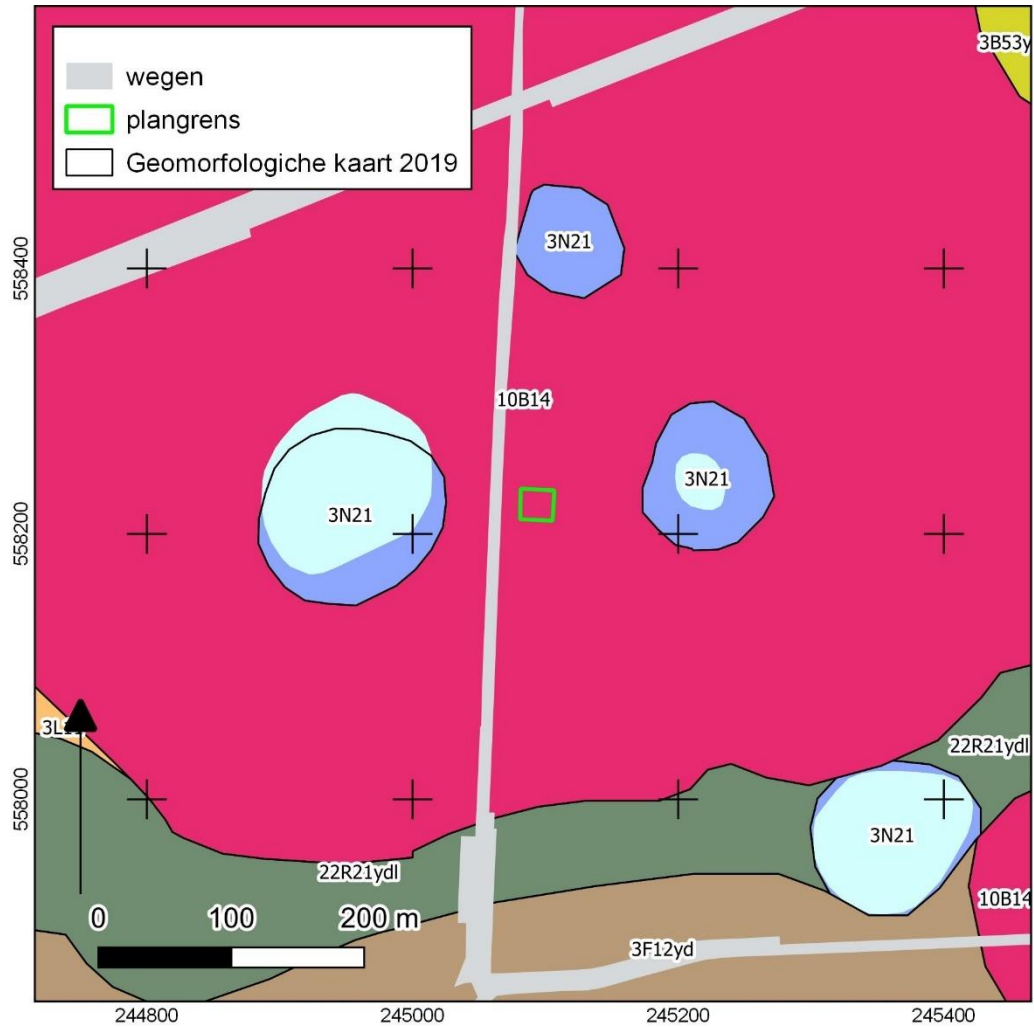 wegen
plangrens
Geomorfologiche kaart 2019
3B53y
3N21
558400
10B14
3N21
3N21
558200
22R21ydl
558000
3N21
22R21ydl
10B14
0 100 200 m
3F12yd
244800 245000 245200 245400